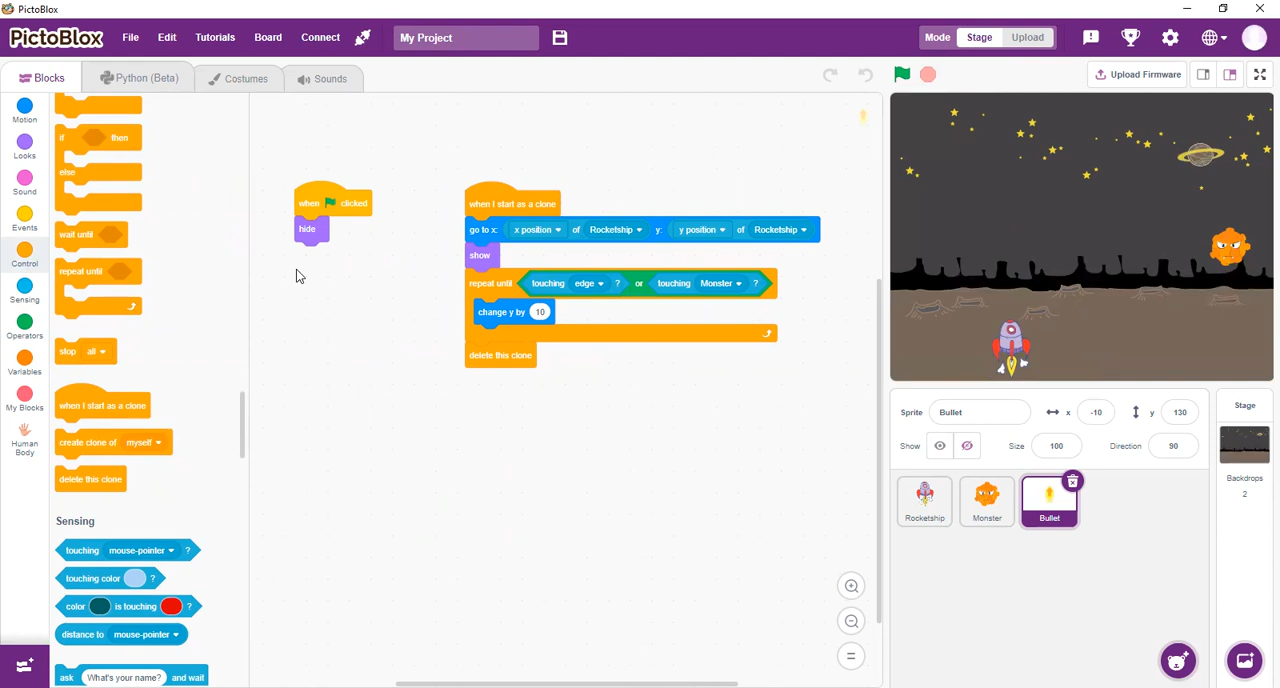 PictoBlox
PictoBlox File Edit Tutorials Board Connect My Project Mode Stage Upload
Blocks Python (Beta) Costumes Sounds Upload Firmware
Motion
Looks
Sound
Events
Control
Sensing
Operators
Variables
My Blocks
Human
Body
if then
else
wait until
repeat until
stop all
when I start as a clone
create clone of myself
delete this clone
Sensing
touching mouse-pointer ?
touching color ?
color is touching ?
distance to mouse-pointer
ask What's your name? and wait
when clicked
hide
when I start as a clone
go to x: x position of Rocketship y: y position of Rocketship
show
repeat until touching edge ? or touching Monster ?
change y by 10
delete this clone
Sprite Bullet x -10 y 130
Show Size 100 Direction 90
Rocketship Monster Bullet
Stage
Backdrops
2